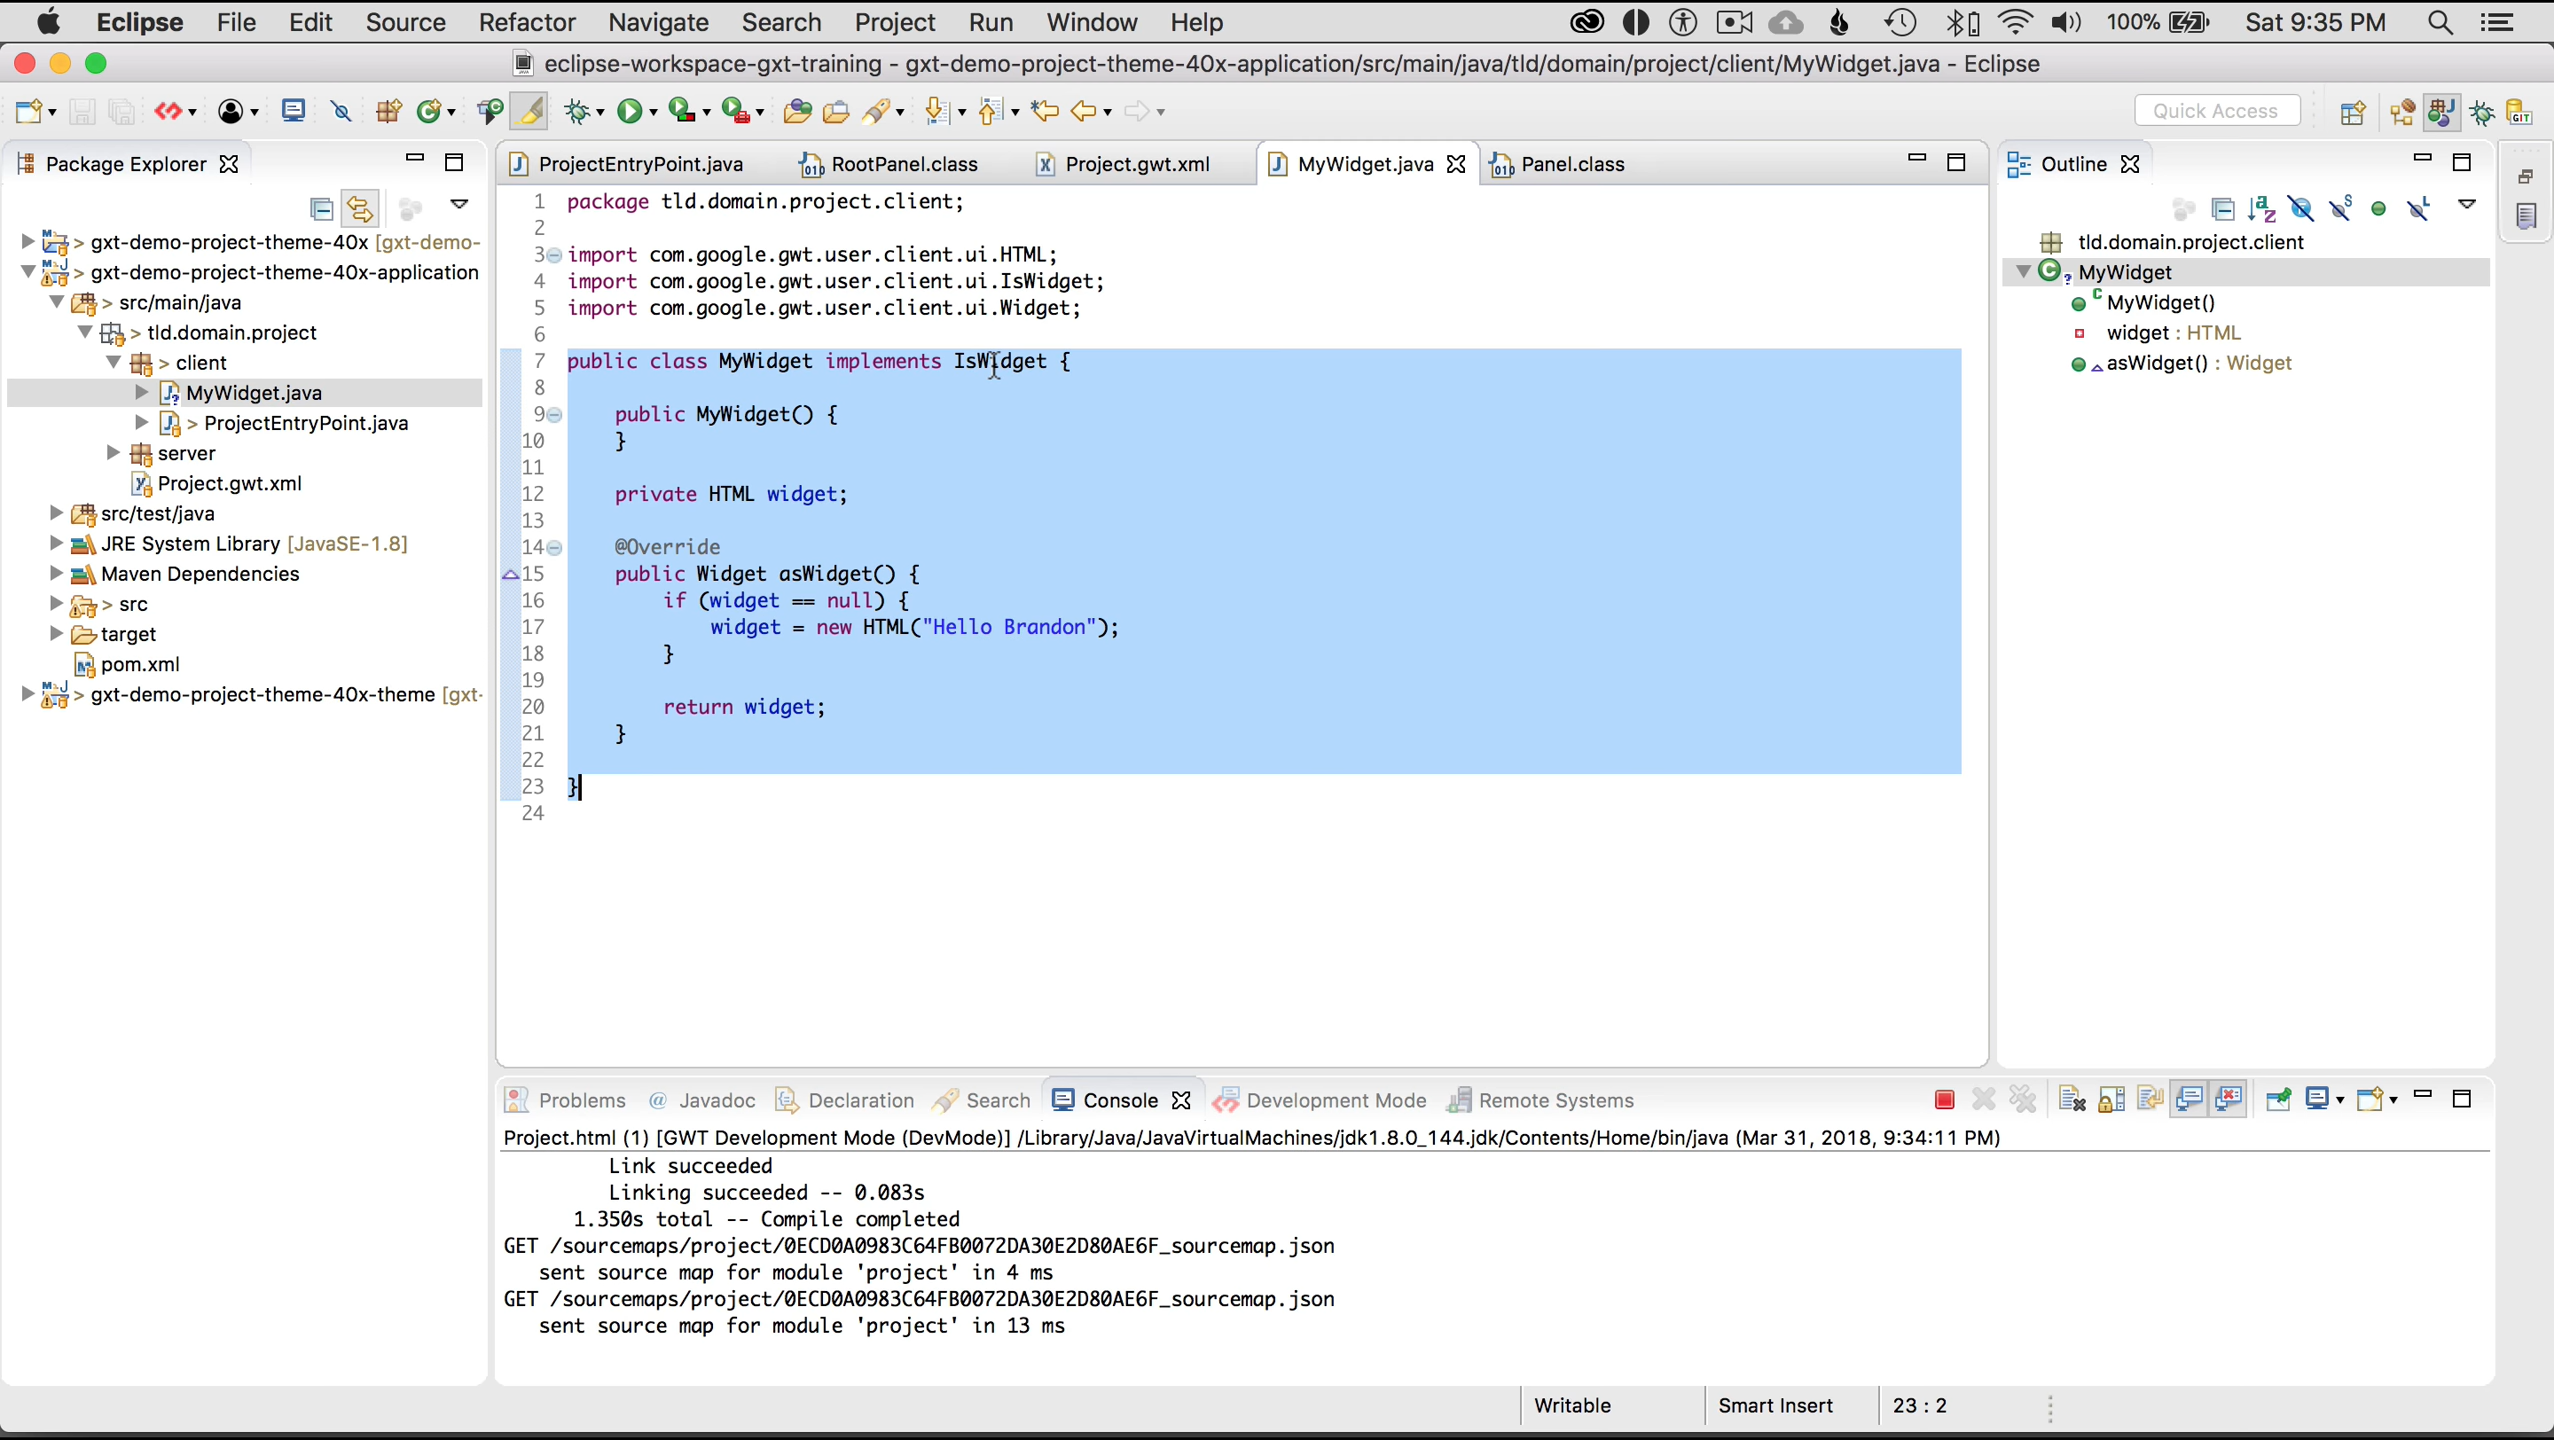 Eclipse File Edit Source Refactor Navigate Search Project Run Window Help 100% Sat 9:35 PM
eclipse-workspace-gxt-training - gxt-demo-project-theme-40x-application/src/main/java/tld/domain/project/client/MyWidget.java - Eclipse
Quick Access
Package Explorer
> gxt-demo-project-theme-40x [gxt-demo-
> gxt-demo-project-theme-40x-application
> src/main/java
> tld.domain.project
> client
MyWidget.java
> ProjectEntryPoint.java
server
Project.gwt.xml
src/test/java
JRE System Library [JavaSE-1.8]
Maven Dependencies
> src
target
pom.xml
> gxt-demo-project-theme-40x-theme [gxt-
ProjectEntryPoint.java RootPanel.class Project.gwt.xml MyWidget.java Panel.class
1 package tld.domain.project.client;
2
3 import com.google.gwt.user.client.ui.HTML;
4 import com.google.gwt.user.client.ui.IsWidget;
5 import com.google.gwt.user.client.ui.Widget;
6
7 public class MyWidget implements IsWidget {
8
9 public MyWidget() {
10 }
11
12 private HTML widget;
13
14 @Override
15 public Widget asWidget() {
16 if (widget == null) {
17 widget = new HTML("Hello Brandon");
18 }
19
20 return widget;
21 }
22
23 }
24
Outline
tld.domain.project.client
MyWidget
MyWidget()
widget : HTML
asWidget() : Widget
Problems Javadoc Declaration Search Console Development Mode Remote Systems
Project.html (1) [GWT Development Mode (DevMode)] /Library/Java/JavaVirtualMachines/jdk1.8.0_144.jdk/Contents/Home/bin/java (Mar 31, 2018, 9:34:11 PM)
Link succeeded
Linking succeeded -- 0.083s
1.350s total -- Compile completed
GET /sourcemaps/project/0ECD0A0983C64FB0072DA30E2D80AE6F_sourcemap.json
sent source map for module 'project' in 4 ms
GET /sourcemaps/project/0ECD0A0983C64FB0072DA30E2D80AE6F_sourcemap.json
sent source map for module 'project' in 13 ms
Writable Smart Insert 23 : 2